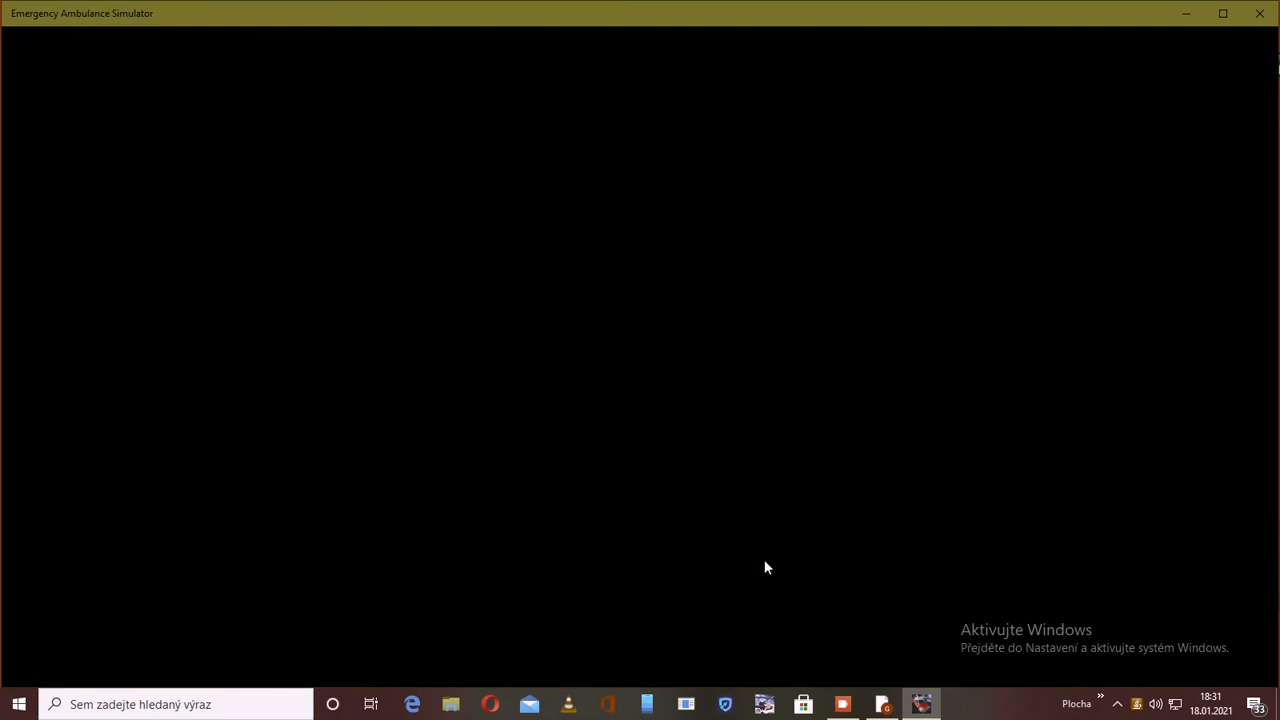 Emergency Ambulance Simulator
Aktivujte Windows
Přejděte do Nastavení a aktivujte systém Windows.
Sem zadejte hledaný výraz
Plocha
18:31
18.01.2021
33